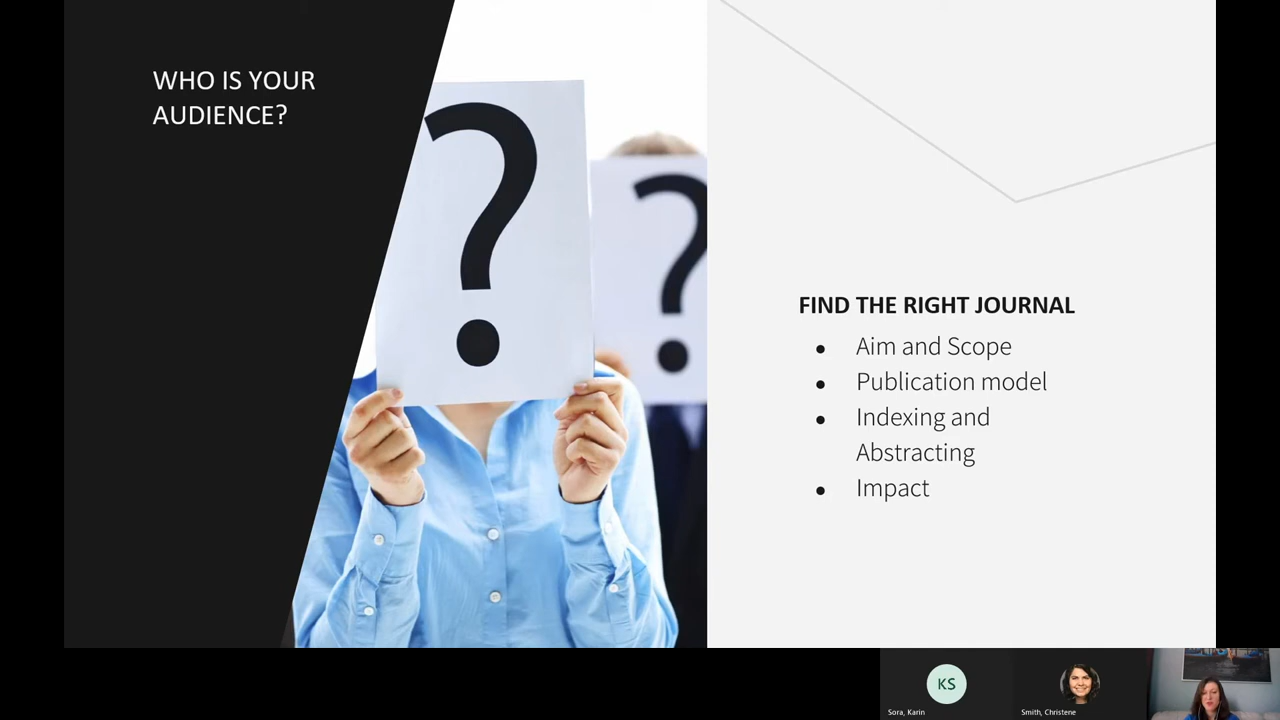 WHO IS YOUR
AUDIENCE?
?
?
FIND THE RIGHT JOURNAL
● Aim and Scope
● Publication model
● Indexing and
Abstracting
● Impact
KS
Sora, Karin
Smith, Christene